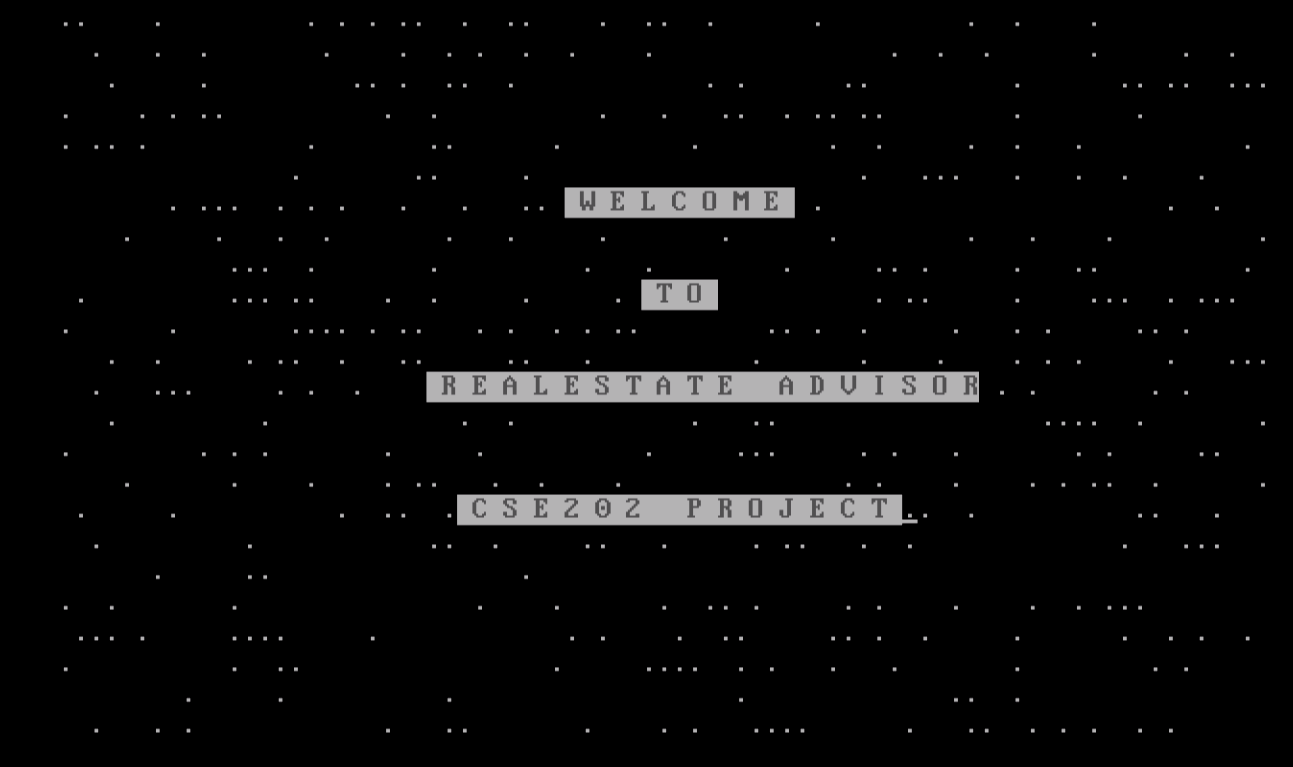 WELCOME
TO
REALESTATE ADVISOR
CSE202 PROJECT